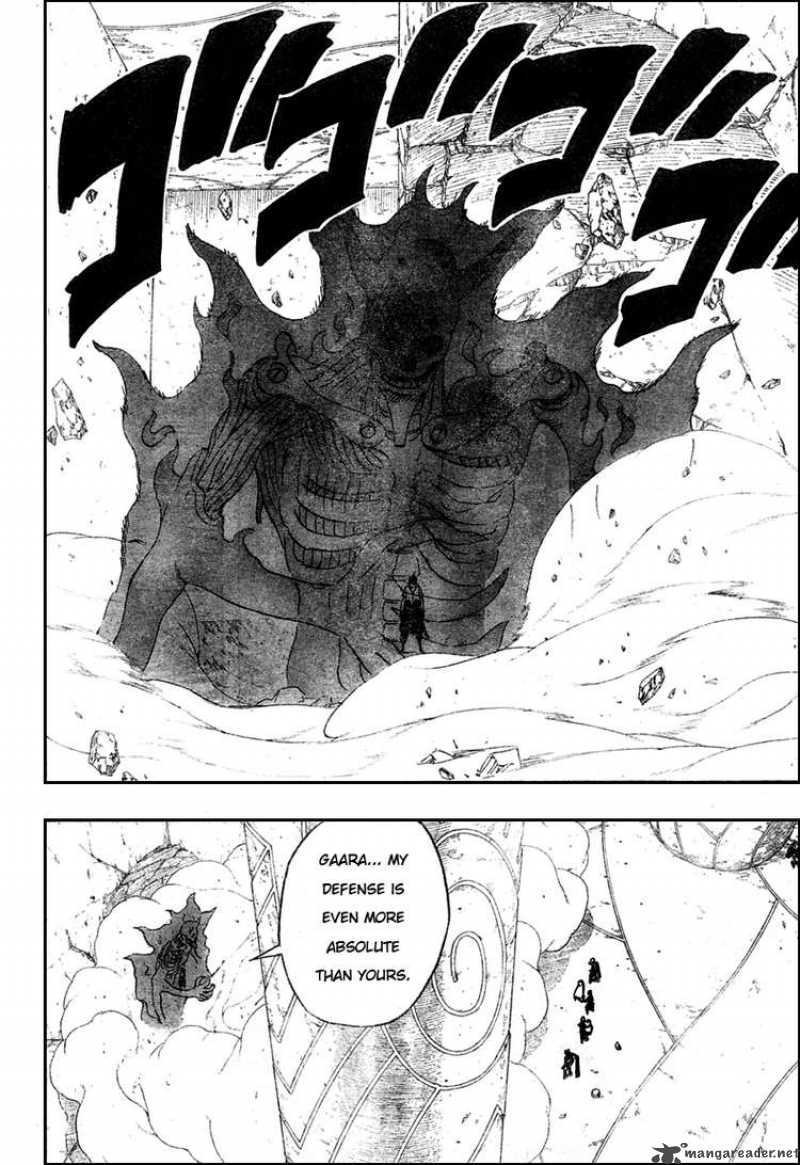 ゴゴゴゴ
GAARA... MY
DEFENSE IS
EVEN MORE
ABSOLUTE
THAN YOURS.
mangareader.net